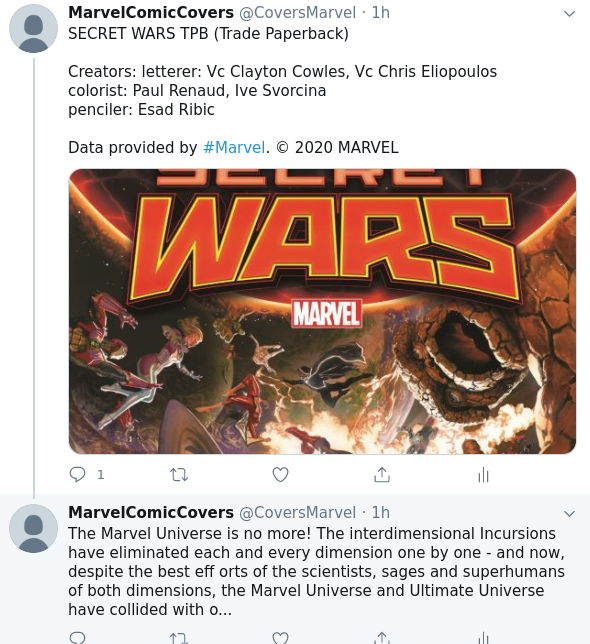 MarvelComicCovers @CoversMarvel · 1h
SECRET WARS TPB (Trade Paperback)
Creators: letterer: Vc Clayton Cowles, Vc Chris Eliopoulos
colorist: Paul Renaud, Ive Svorcina
penciler: Esad Ribic
Data provided by #Marvel. © 2020 MARVEL
SECRET
WARS
MARVEL
1
MarvelComicCovers @CoversMarvel · 1h
The Marvel Universe is no more! The interdimensional Incursions
have eliminated each and every dimension one by one - and now,
despite the best eff orts of the scientists, sages and superhumans
of both dimensions, the Marvel Universe and Ultimate Universe
have collided with o...